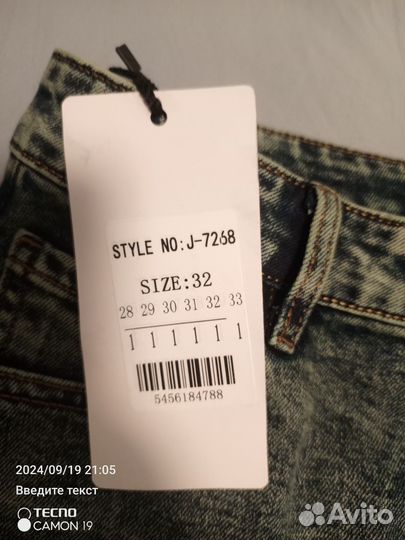 STYLE NO:J-7268
SIZE:32
28 29 30 31 32 33
1 1 1 1 1 1
5456184788
2024/09/19 21:05
Введите текст
TECNO
CAMON 19
Avito